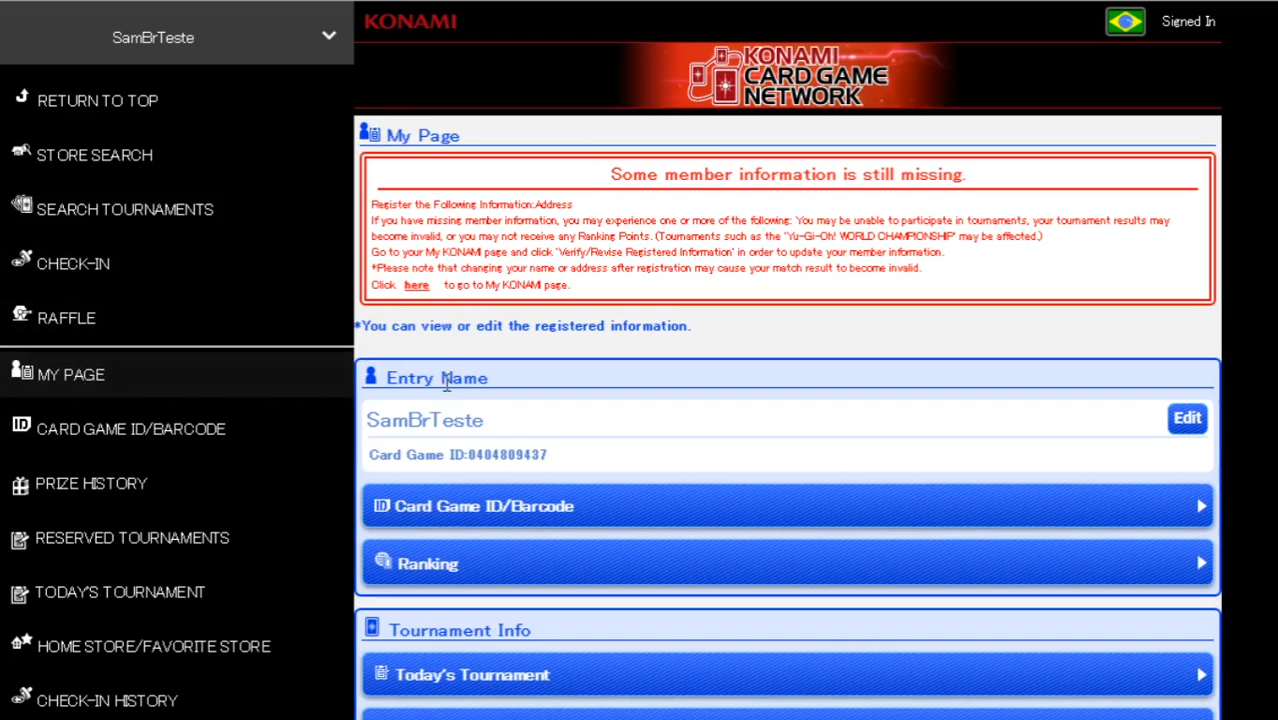 SamBrTeste
RETURN TO TOP
STORE SEARCH
SEARCH TOURNAMENTS
CHECK-IN
RAFFLE
MY PAGE
ID CARD GAME ID/BARCODE
PRIZE HISTORY
RESERVED TOURNAMENTS
TODAY'S TOURNAMENT
HOME STORE/FAVORITE STORE
CHECK-IN HISTORY
KONAMI
Signed In
KONAMI
CARD GAME
NETWORK
My Page
Some member information is still missing.
Register the Following Information:Address
If you have missing member information, you may experience one or more of the following: You may be unable to participate in tournaments, your tournament results may
become invalid, or you may not receive any Ranking Points. (Tournaments such as the "Yu-Gi-Oh! WORLD CHAMPIONSHIP" may be affected.)
Go to your My KONAMI page and click "Verify/Revise Registered Information" in order to update your member information.
*Please note that changing your name or address after registration may cause your match result to become invalid.
Click here to go to My KONAMI page.
*You can view or edit the registered information.
Entry Name
SamBrTeste
Edit
Card Game ID:0404809437
ID Card Game ID/Barcode
Ranking
Tournament Info
Today's Tournament